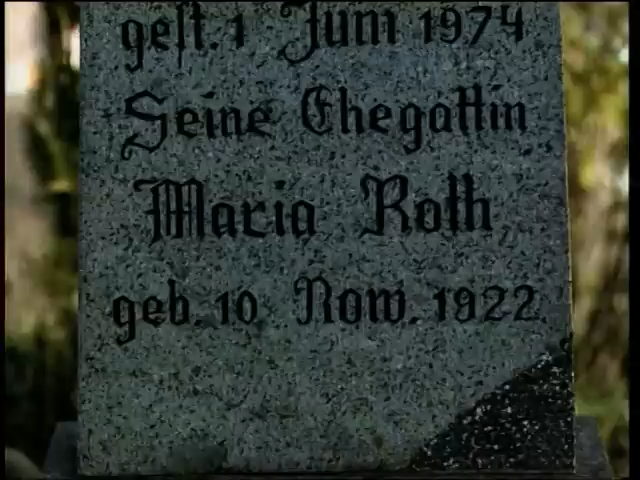 gest. 1 Juni 1974
Seine Ehegattin
Maria Roth
geb. 10 Now. 1922.